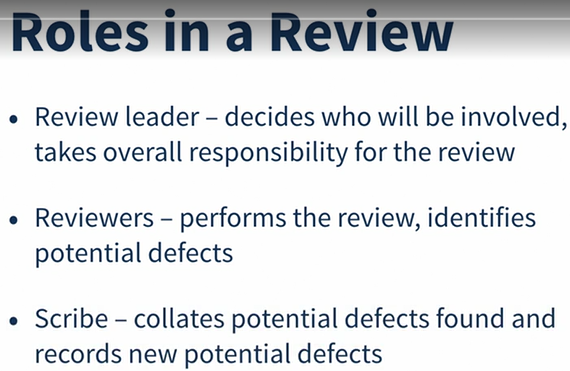 Roles in a Review
• Review leader – decides who will be involved,
takes overall responsibility for the review
• Reviewers – performs the review, identifies
potential defects
• Scribe – collates potential defects found and
records new potential defects